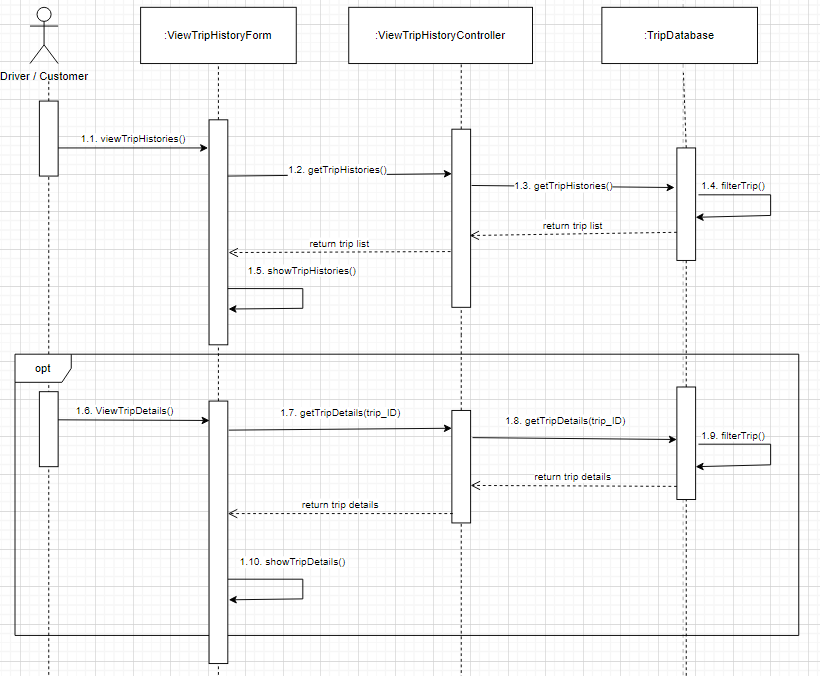 :ViewTripHistoryForm
:ViewTripHistoryController
:TripDatabase
Driver / Customer
1.1. viewTripHistories()
1.2. getTripHistories()
1.3. getTripHistories()
1.4. filterTrip()
return trip list
return trip list
1.5. showTripHistories()
opt
1.6. ViewTripDetails()
1.7. getTripDetails(trip_ID)
1.8. getTripDetails(trip_ID)
1.9. filterTrip()
return trip details
return trip details
1.10. showTripDetails()